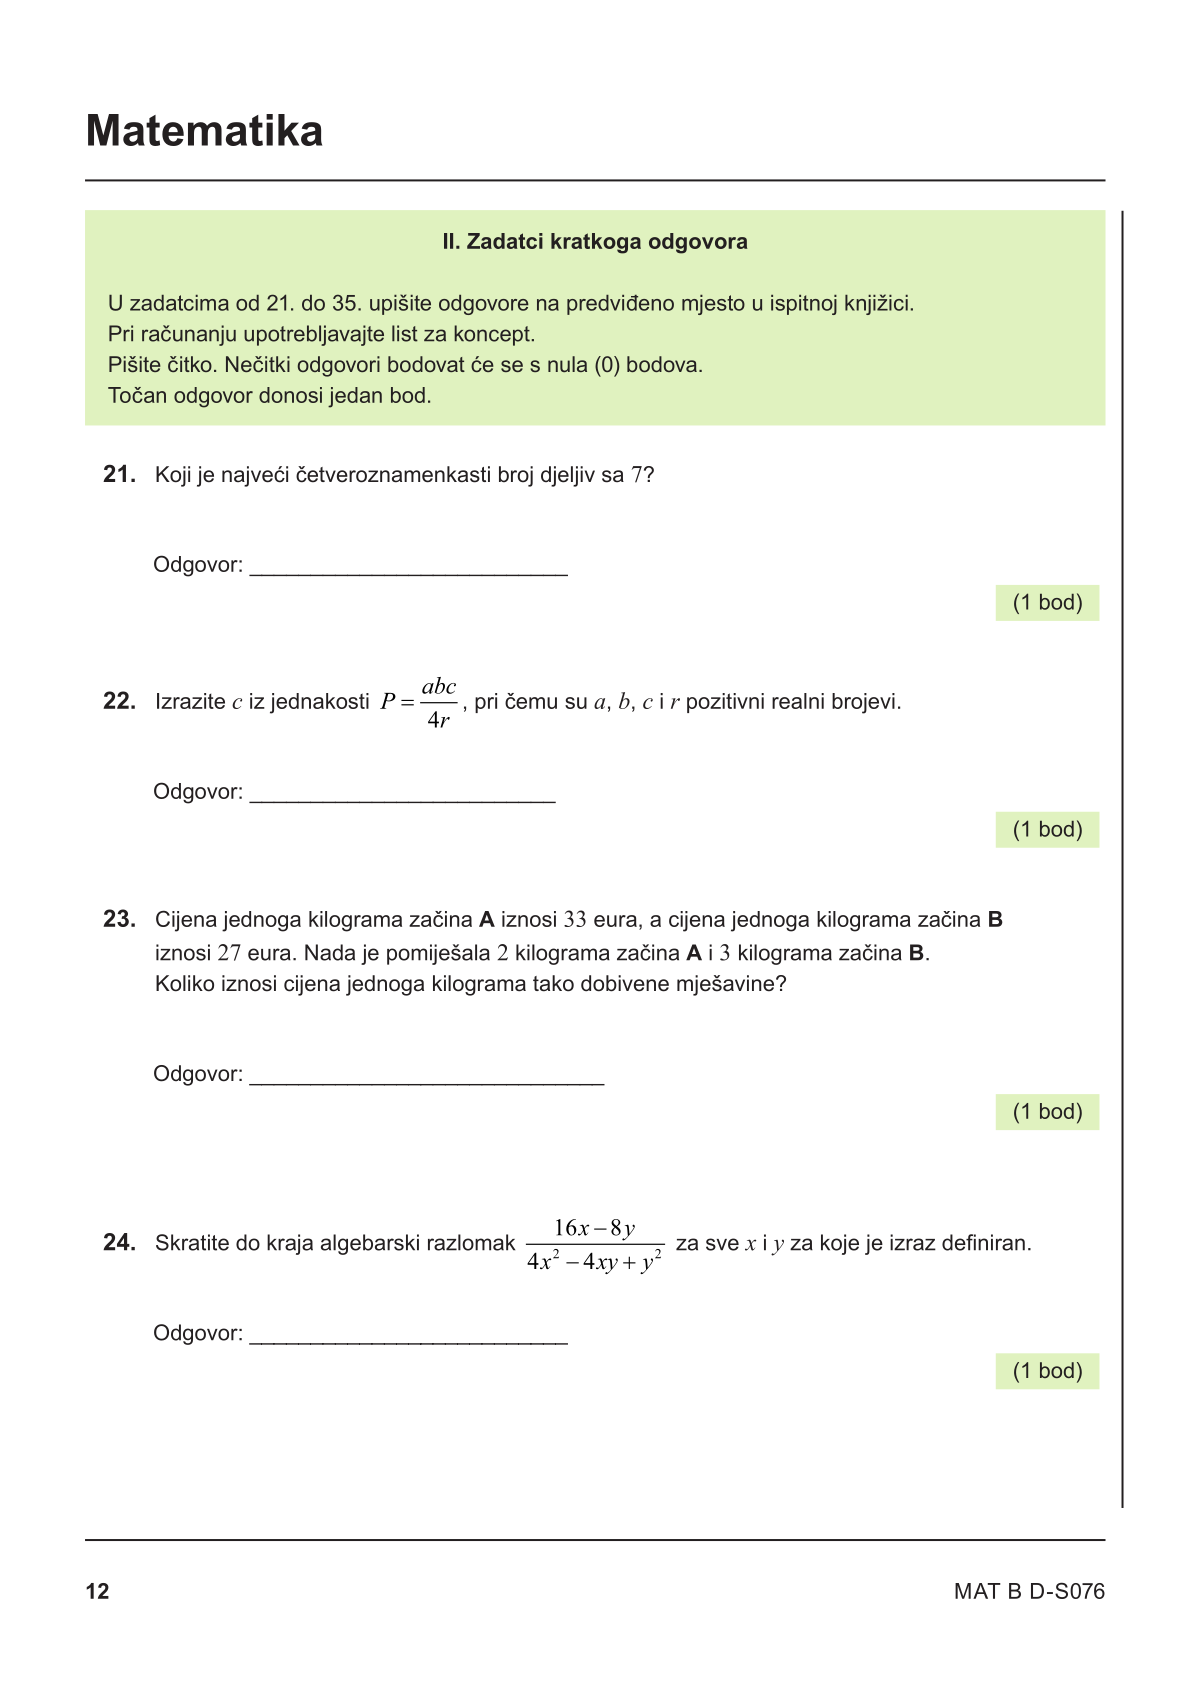 Matematika
II. Zadatci kratkoga odgovora
U zadatcima od 21. do 35. upišite odgovore na predviđeno mjesto u ispitnoj knjižici.
Pri računanju upotrebljavajte list za koncept.
Pišite čitko. Nečitki odgovori bodovat će se s nula (0) bodova.
Točan odgovor donosi jedan bod.
21. Koji je najveći četveroznamenkasti broj djeljiv sa 7?
Odgovor: __________________________
(1 bod)
22. Izrazite c iz jednakosti P = abc/4r, pri čemu su a, b, c i r pozitivni realni brojevi.
Odgovor: _________________________
(1 bod)
23. Cijena jednoga kilograma začina A iznosi 33 eura, a cijena jednoga kilograma začina B
iznosi 27 eura. Nada je pomiješala 2 kilograma začina A i 3 kilograma začina B.
Koliko iznosi cijena jednoga kilograma tako dobivene mješavine?
Odgovor: _____________________________
(1 bod)
24. Skratite do kraja algebarski razlomak (16x − 8y)/(4x² − 4xy + y²) za sve x i y za koje je izraz definiran.
Odgovor: __________________________
(1 bod)
12
MAT B D-S076